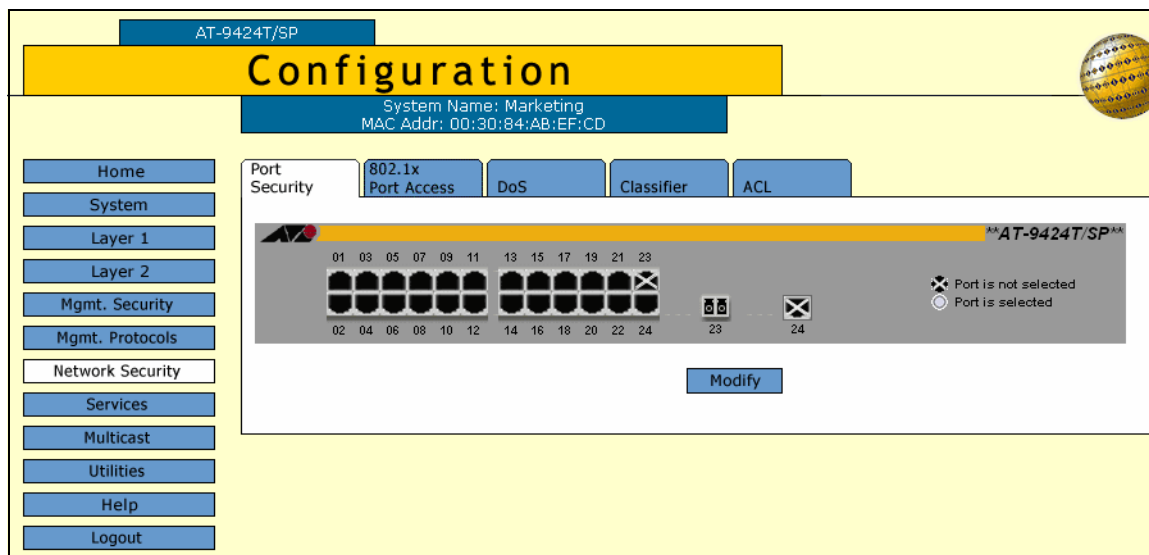 AT-9424T/SP
Configuration
System Name: Marketing
MAC Addr: 00:30:84:AB:EF:CD
Home
System
Layer 1
Layer 2
Mgmt. Security
Mgmt. Protocols
Network Security
Services
Multicast
Utilities
Help
Logout
Port
Security
802.1x
Port Access
DoS
Classifier
ACL
**AT-9424T/SP**
01 03 05 07 09 11 13 15 17 19 21 23
02 04 06 08 10 12 14 16 18 20 22 24
23
24
Port is not selected
Port is selected
Modify